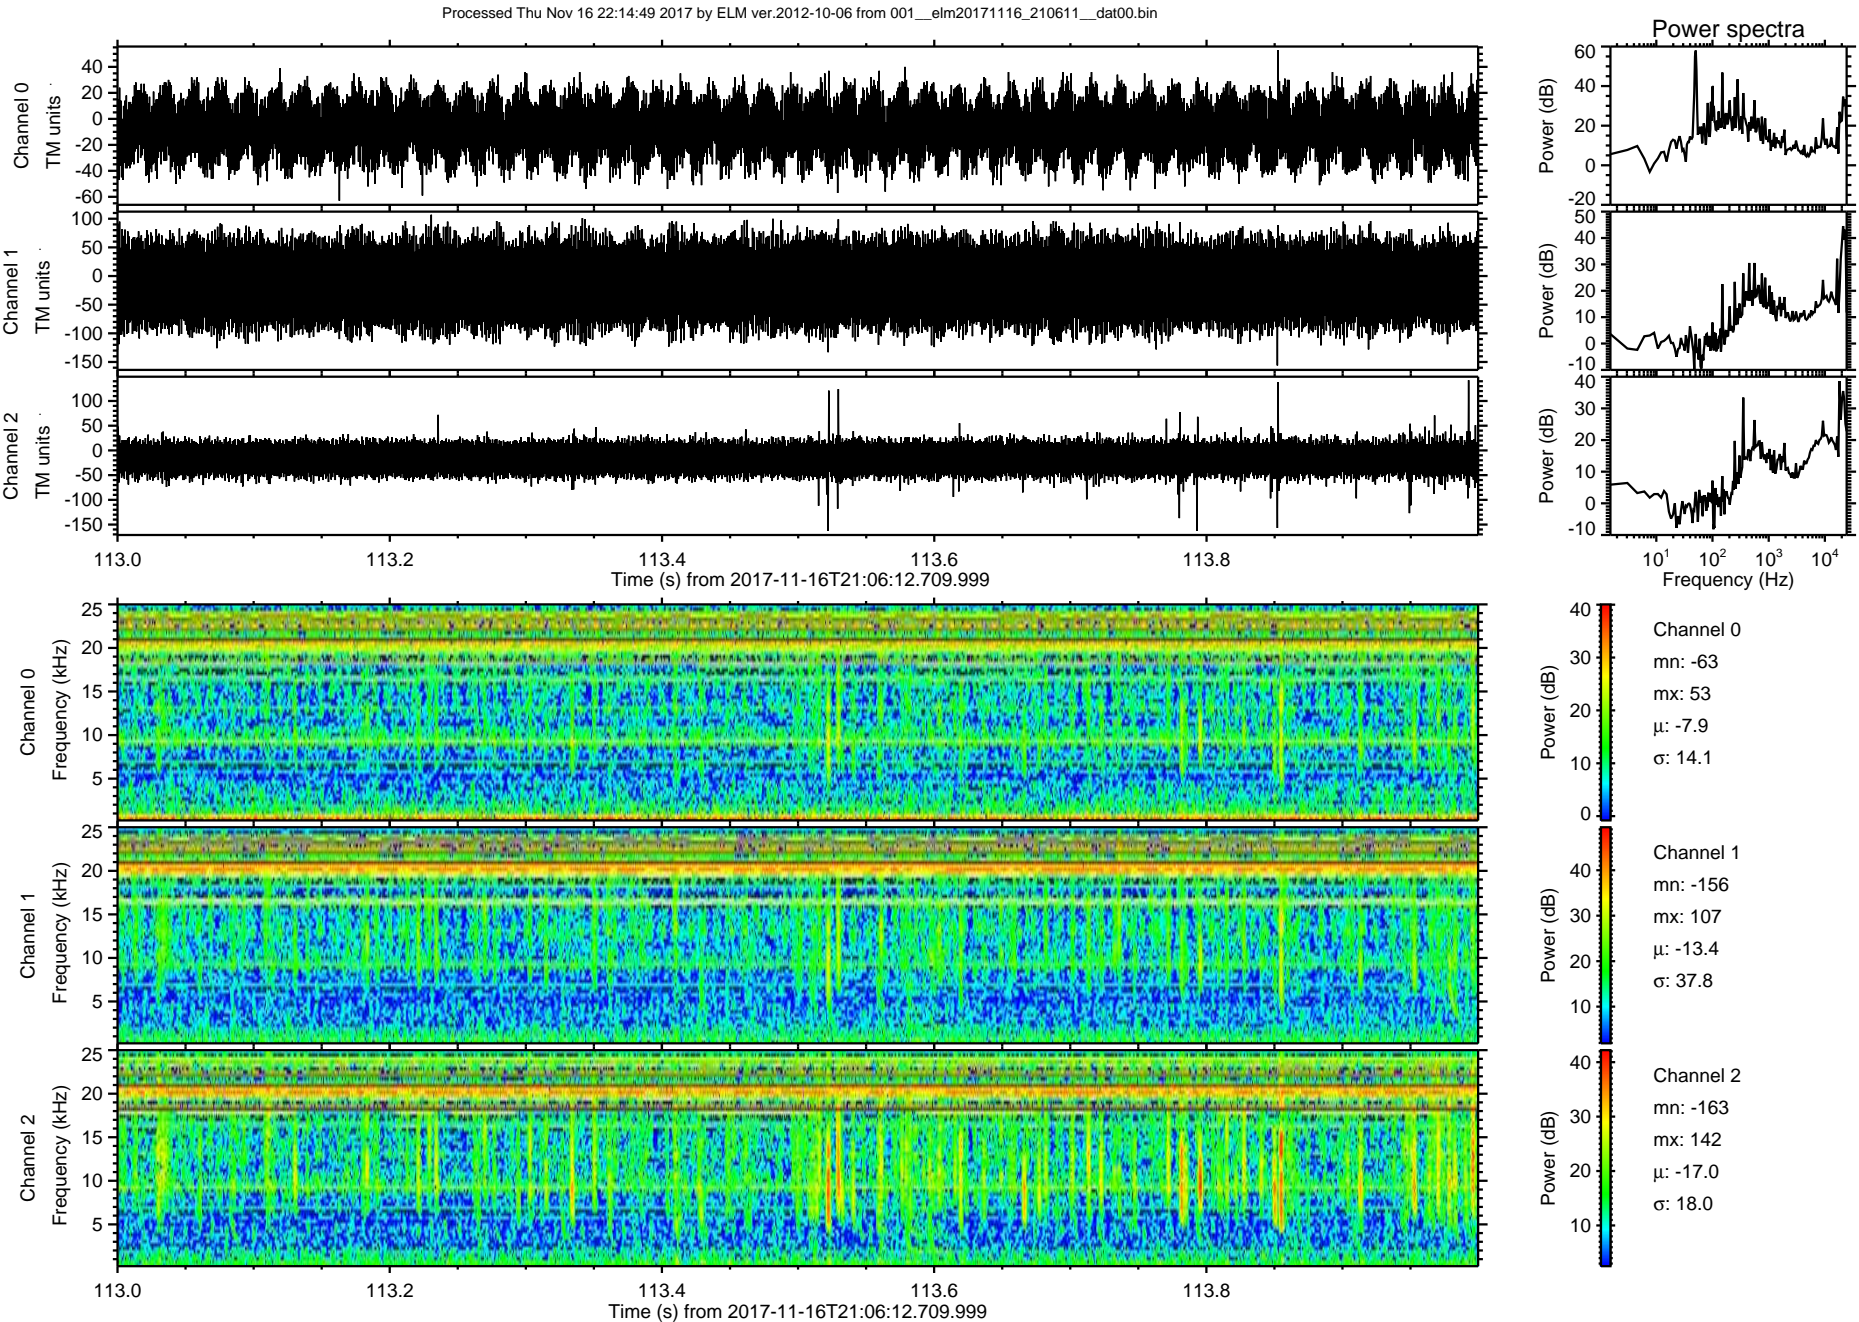 Processed Thu Nov 16 22:14:49 2017 by ELM ver.2012-10-06 from 001__elm20171116_210611__dat00.bin
Power spectra
Channel 0
TM units
40
20
0
-20
-40
-60
Power (dB)
60
40
20
0
-20
Channel 1
TM units
100
50
0
-50
-100
-150
Power (dB)
50
40
30
20
10
0
-10
Channel 2
TM units
100
50
0
-50
-100
-150
Power (dB)
40
30
20
10
0
-10
113.0
113.2
113.4
113.6
113.8
Time (s) from 2017-11-16T21:06:12.709.999
10¹
10²
10³
10⁴
Frequency (Hz)
Channel 0
Frequency (kHz)
25
20
15
10
5
Power (dB)
40
30
20
10
0
Channel 0
mn: -63
mx: 53
μ: -7.9
σ: 14.1
Channel 1
Frequency (kHz)
25
20
15
10
5
Power (dB)
40
30
20
10
Channel 1
mn: -156
mx: 107
μ: -13.4
σ: 37.8
Channel 2
Frequency (kHz)
25
20
15
10
5
Power (dB)
40
30
20
10
Channel 2
mn: -163
mx: 142
μ: -17.0
σ: 18.0
113.0
113.2
113.4
113.6
113.8
Time (s) from 2017-11-16T21:06:12.709.999